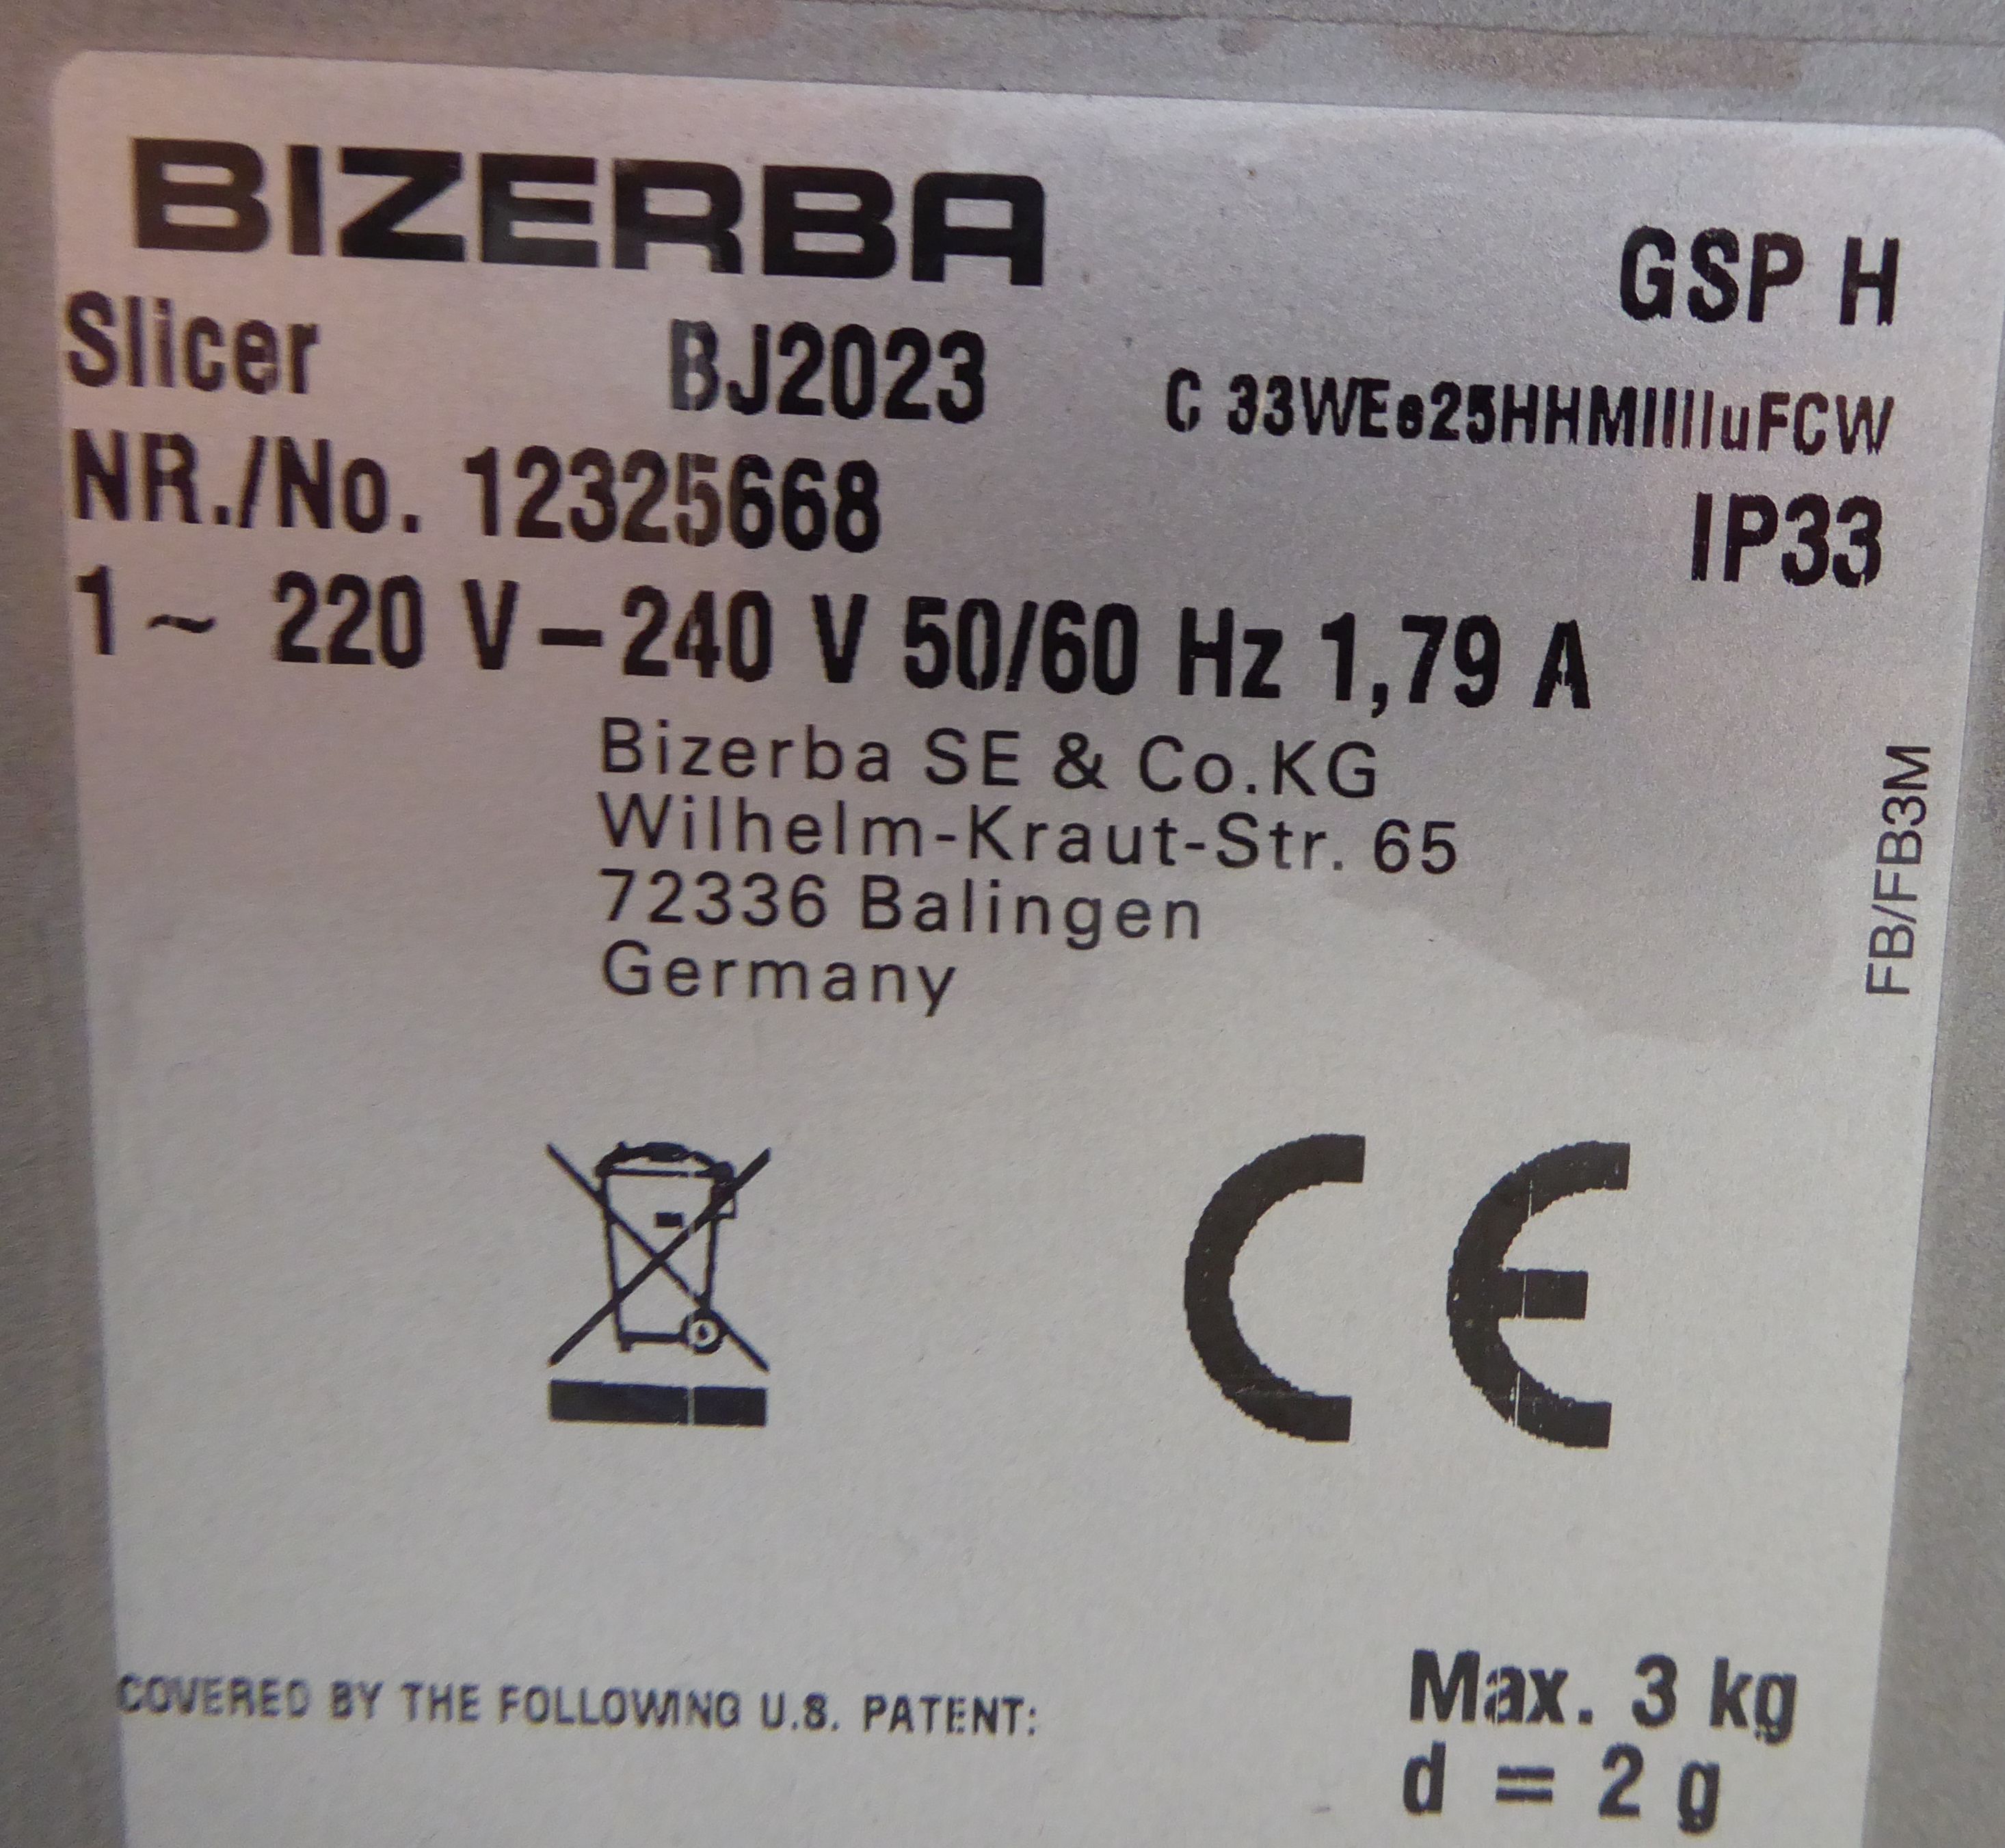 BIZERBA
GSP H
Slicer BJ2023 C 33WEe25HHMIIIIuFCW
NR./No. 12325668 IP33
1 ~ 220 V – 240 V 50/60 Hz 1,79 A
Bizerba SE & Co.KG
Wilhelm-Kraut-Str. 65
72336 Balingen
Germany
FB/FB3M
CE
COVERED BY THE FOLLOWING U.S. PATENT:
Max. 3 kg
d = 2 g